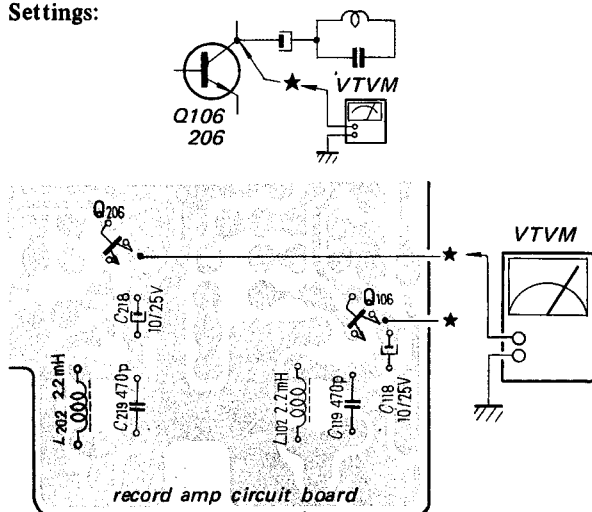 Settings:
Q106
206
★ VTVM
Q206
★
VTVM
C218
10/25V
Q106
★
L202 2.2mH
C219 470p
L102 2.2mH
C119 470p
C118
10/25V
record amp circuit board